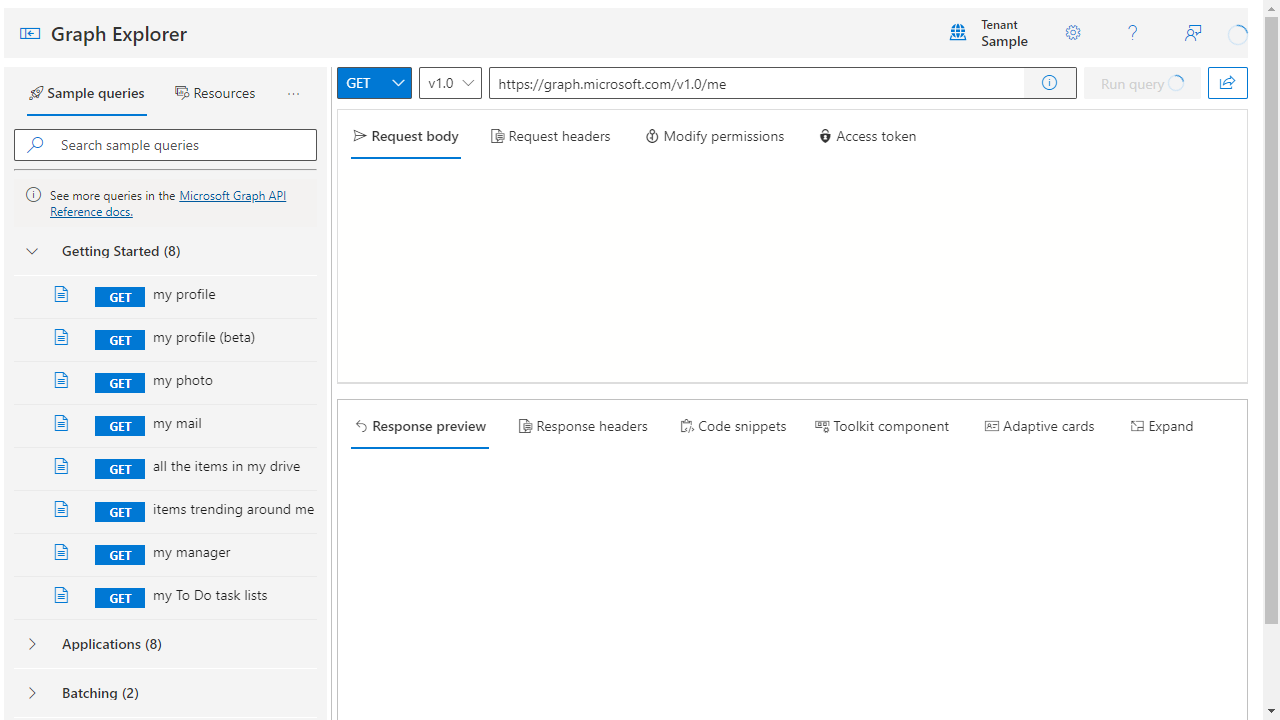 Graph Explorer
Tenant
Sample
Sample queries
Resources
Search sample queries
See more queries in the Microsoft Graph API
Reference docs.
Getting Started (8)
GET my profile
GET my profile (beta)
GET my photo
GET my mail
GET all the items in my drive
GET items trending around me
GET my manager
GET my To Do task lists
Applications (8)
Batching (2)
GET
v1.0
https://graph.microsoft.com/v1.0/me
Run query
Request body
Request headers
Modify permissions
Access token
Response preview
Response headers
Code snippets
Toolkit component
Adaptive cards
Expand